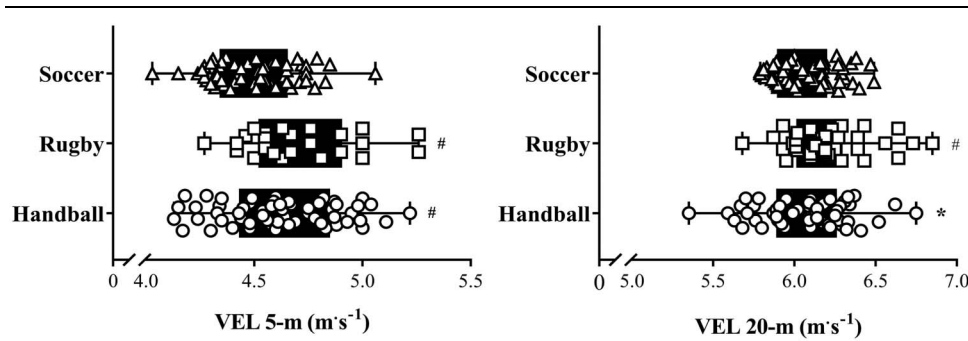 Soccer
Rugby
#
Handball
#
0 4.0 4.5 5.0 5.5
VEL 5-m (m·s⁻¹)
Soccer
Rugby
#
Handball
*
0 5.0 5.5 6.0 6.5 7.0
VEL 20-m (m·s⁻¹)